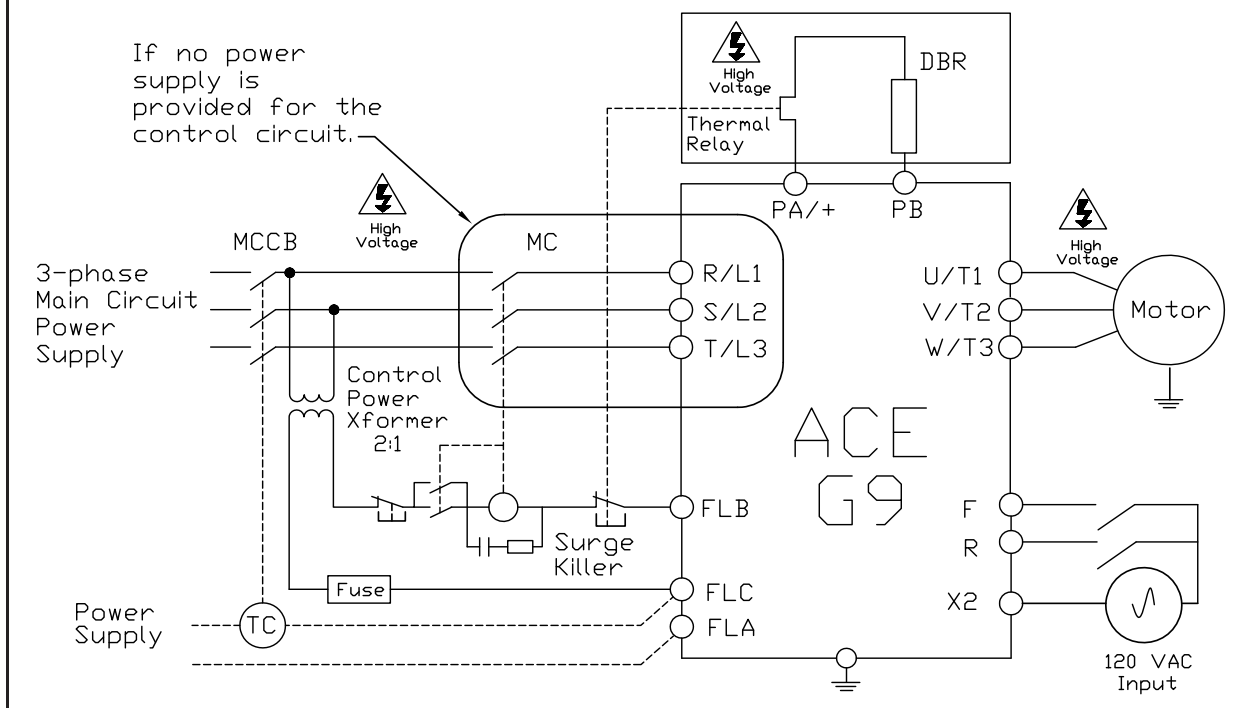 If no power
supply is
provided for the
control circuit.
High
Voltage
DBR
Thermal
Relay
PA/+
PB
High
Voltage
High
Voltage
MCCB
MC
3-phase
Main Circuit
Power
Supply
R/L1
S/L2
T/L3
U/T1
V/T2
W/T3
Motor
Control
Power
Xformer
2:1
ACE
G9
FLB
Surge
Killer
Fuse
FLC
FLA
Power
Supply
TC
F
R
X2
120 VAC
Input